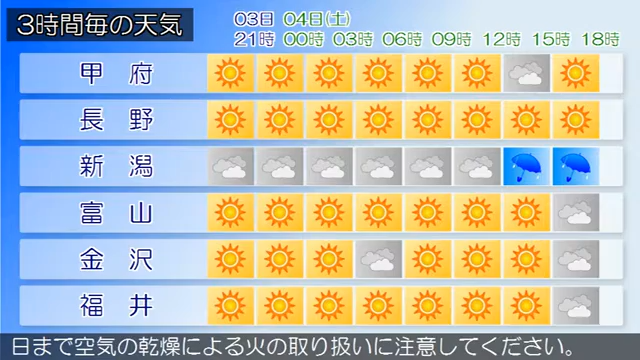 3時間毎の天気
03日 04日(土)
21時 00時 03時 06時 09時 12時 15時 18時
甲府
長野
新潟
富山
金沢
福井
日まで空気の乾燥による火の取り扱いに注意してください。